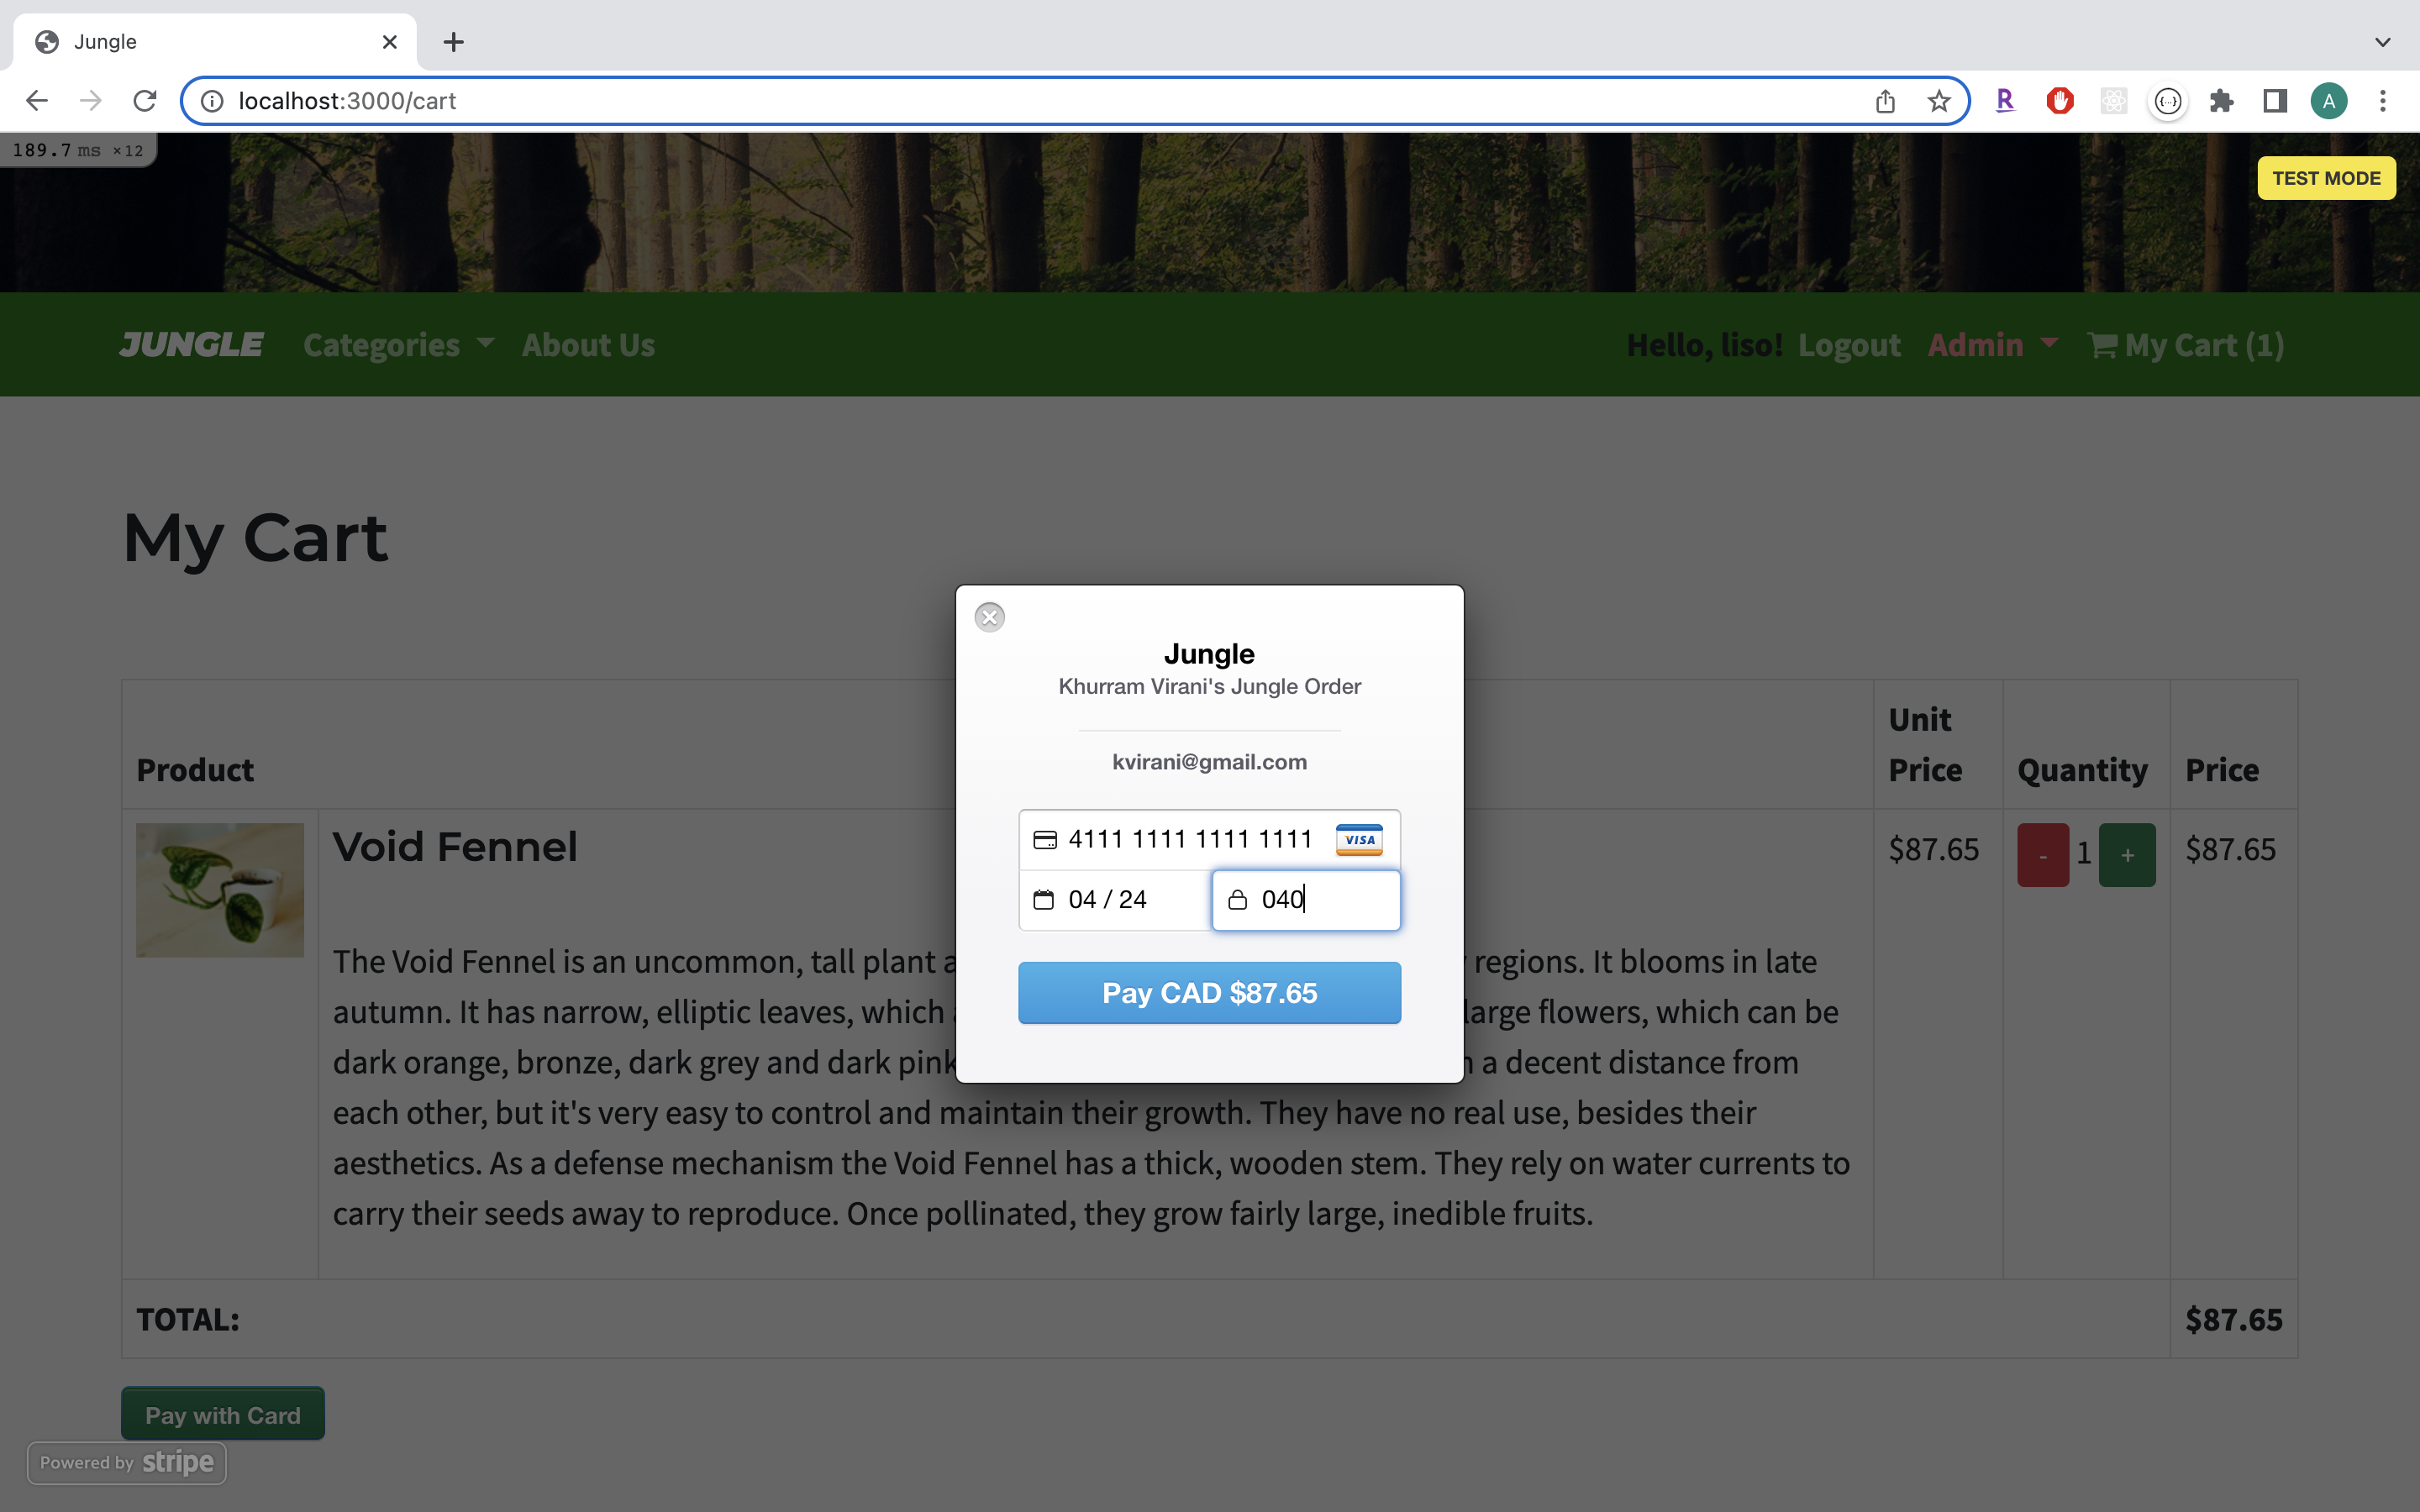 Jungle
localhost:3000/cart
R
A
189.7 ms ×12
TEST MODE
JUNGLE Categories About Us Hello, liso! Logout Admin My Cart (1)
My Cart
Product Unit Price Quantity Price
Void Fennel
$87.65 - 1 + $87.65
The Void Fennel is an uncommon, tall plant a regions. It blooms in late
autumn. It has narrow, elliptic leaves, which large flowers, which can be
dark orange, bronze, dark grey and dark pink a decent distance from
each other, but it's very easy to control and maintain their growth. They have no real use, besides their
aesthetics. As a defense mechanism the Void Fennel has a thick, wooden stem. They rely on water currents to
carry their seeds away to reproduce. Once pollinated, they grow fairly large, inedible fruits.
TOTAL: $87.65
Pay with Card
Powered by stripe
Jungle
Khurram Virani's Jungle Order
kvirani@gmail.com
4111 1111 1111 1111 VISA
04 / 24 040
Pay CAD $87.65